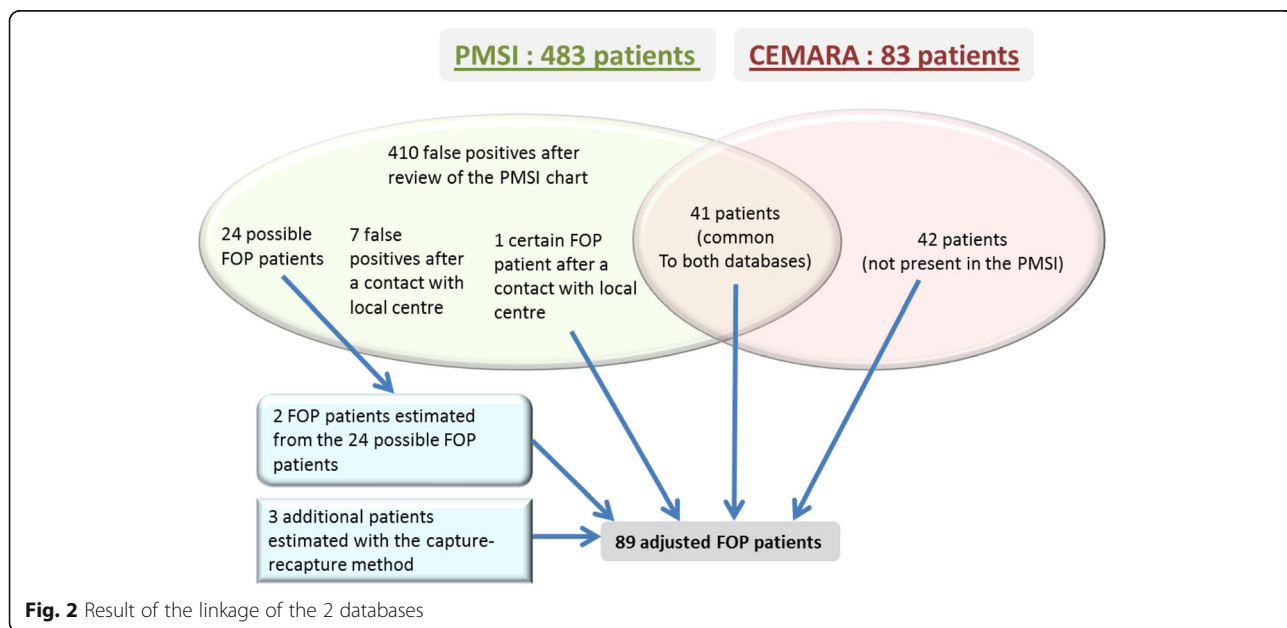 PMSI : 483 patients
CEMARA : 83 patients
410 false positives after
review of the PMSI chart
24 possible
FOP patients
7 false
positives after
a contact with
local centre
1 certain FOP
patient after a
contact with local
centre
41 patients
(common
To both databases)
42 patients
(not present in the PMSI)
2 FOP patients estimated
from the 24 possible FOP
patients
3 additional patients
estimated with the capture-
recapture method
89 adjusted FOP patients
Fig. 2 Result of the linkage of the 2 databases